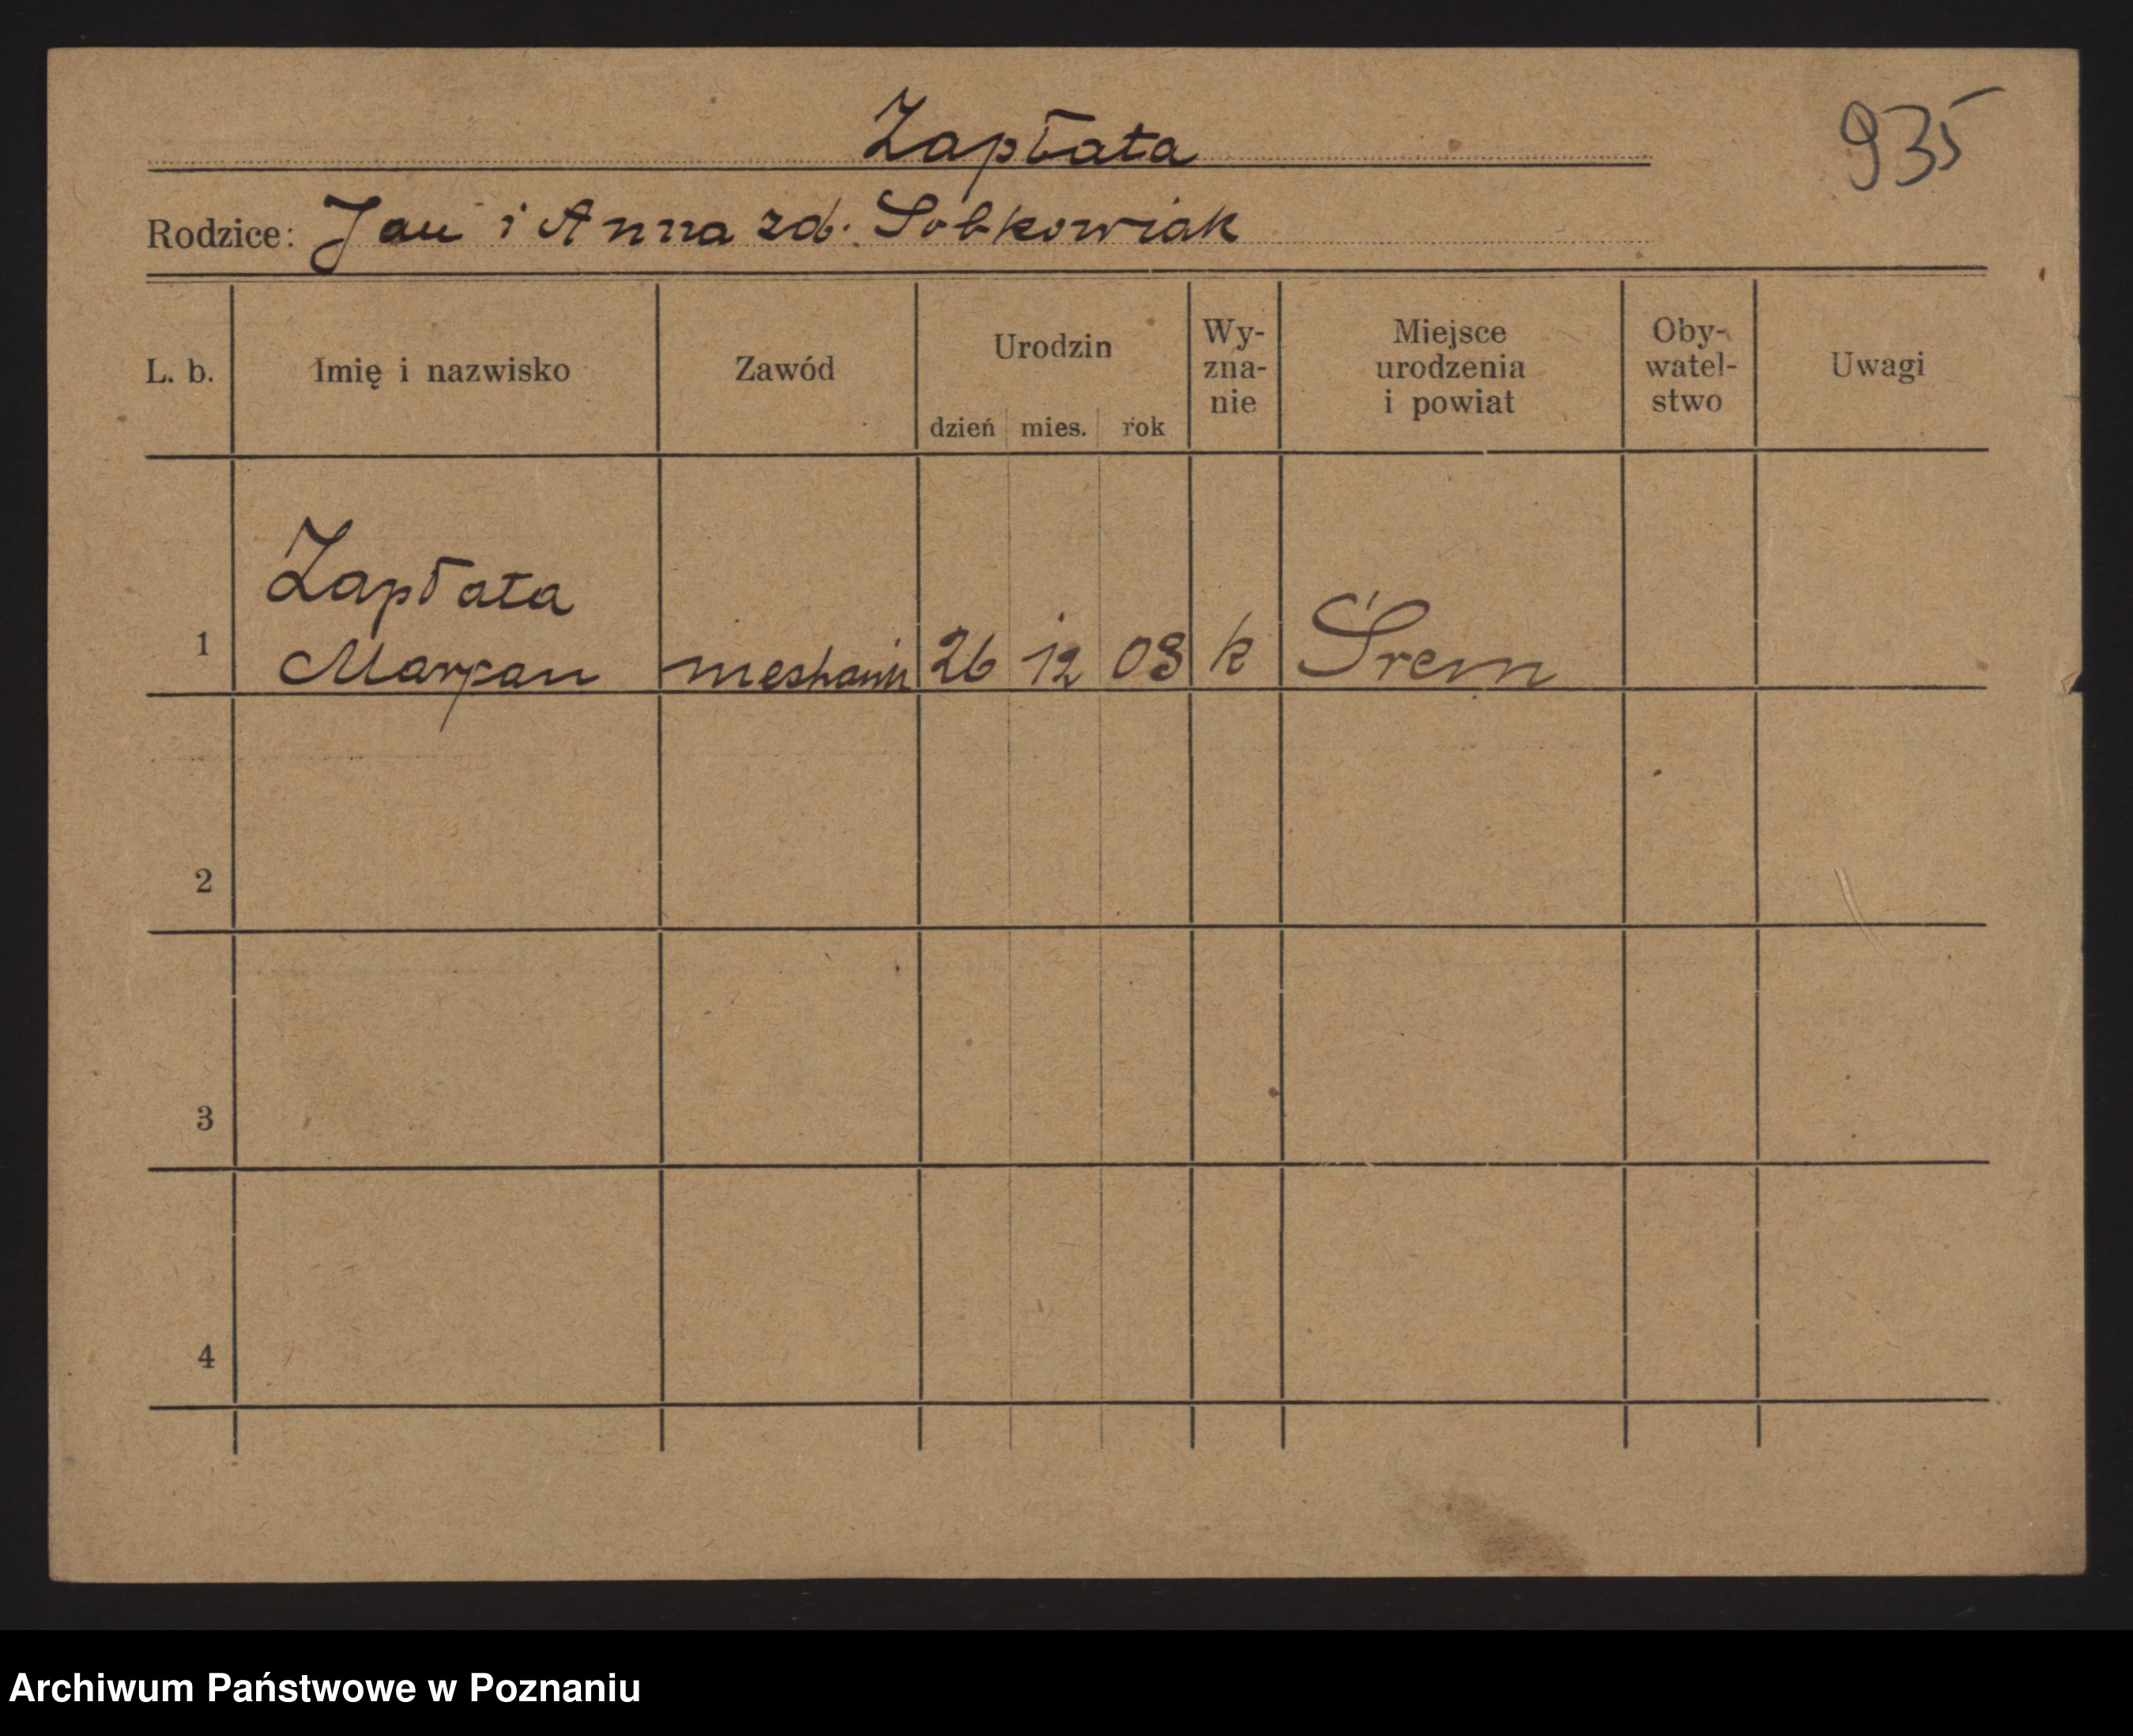 Zapłata
935
Rodzice: Jan i Anna zd. Sobkowiak
L. b.
Imię i nazwisko
Zawód
Urodzin
dzień mies. rok
Wy-
zna-
nie
Miejsce
urodzenia
i powiat
Oby-
watel-
stwo
Uwagi
Zapłata
1 Marjan mechanik 26 12 08 k Śrem
2
3
4
Archiwum Państwowe w Poznaniu